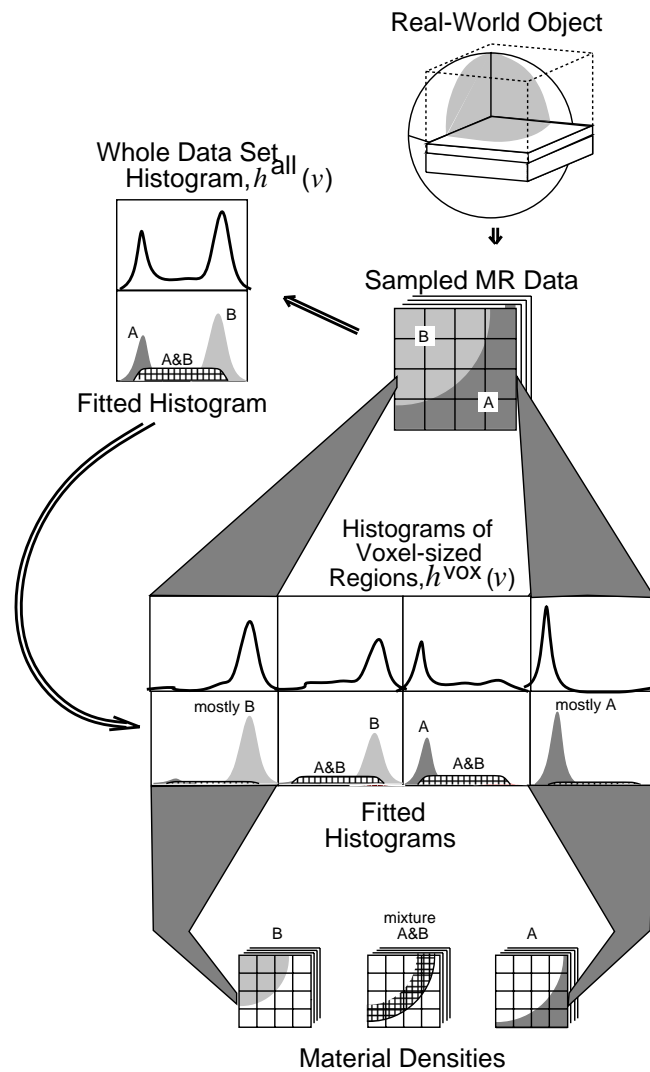 Real-World Object
Whole Data Set
Histogram, h^all (v)
Sampled MR Data
B
A
B
A
A&B
Fitted Histogram
Histograms of
Voxel-sized
Regions, h^vox (v)
mostly B
A&B
B
A
A&B
mostly A
Fitted
Histograms
B
mixture
A&B
A
Material Densities